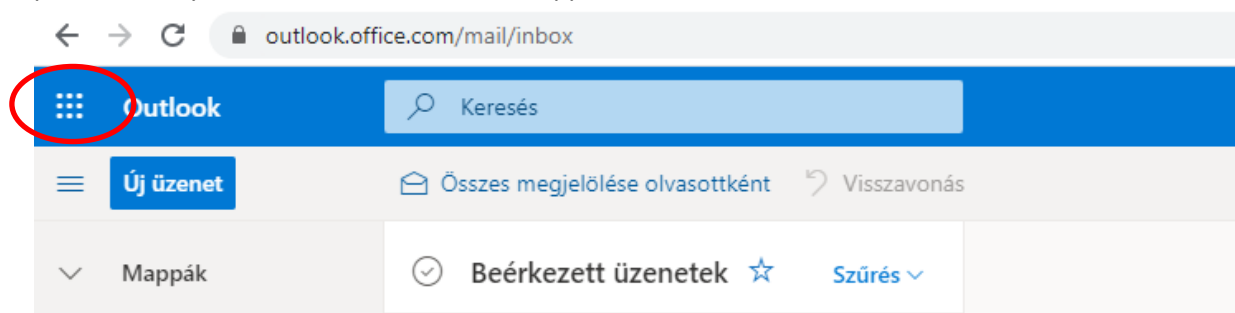 outlook.office.com/mail/inbox
Outlook
Keresés
Új üzenet
Összes megjelölése olvasottként
Visszavonás
Mappák
Beérkezett üzenetek
Szűrés